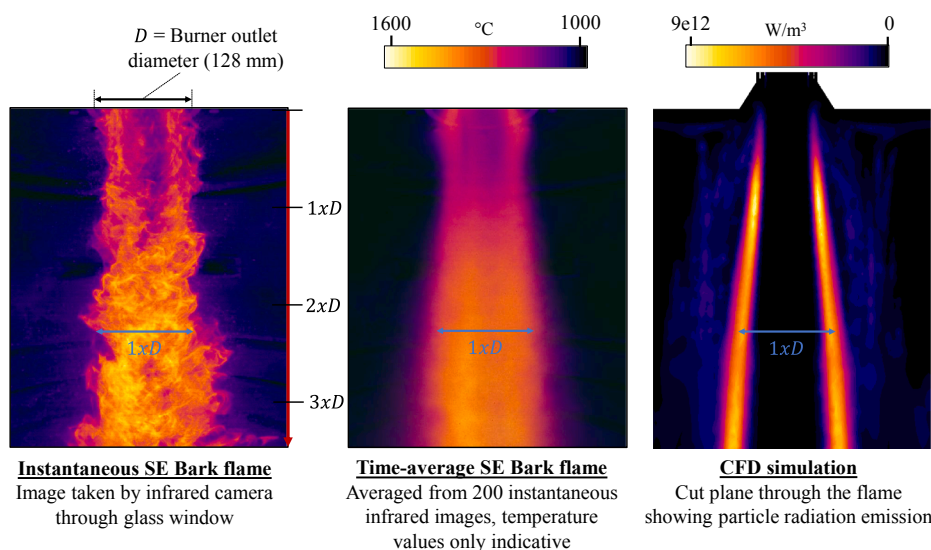 D = Burner outlet
diameter (128 mm)
1600 °C 1000
9e12 W/m³ 0
1xD
2xD
3xD
1xD
1xD
1xD
Instantaneous SE Bark flame
Image taken by infrared camera
through glass window
Time-average SE Bark flame
Averaged from 200 instantaneous
infrared images, temperature
values only indicative
CFD simulation
Cut plane through the flame
showing particle radiation emission